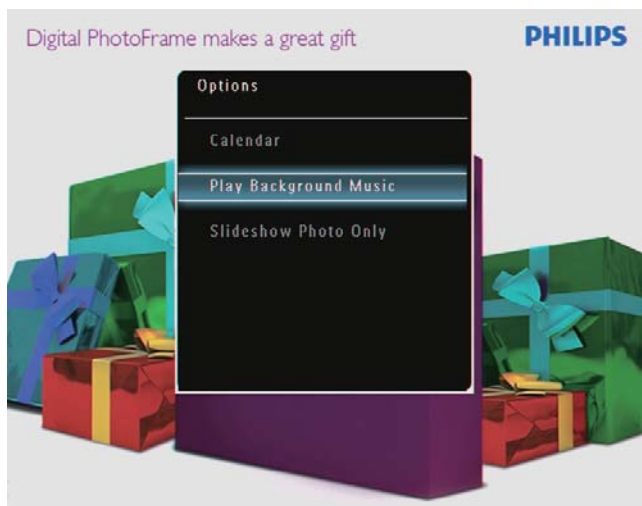 Digital PhotoFrame makes a great gift
PHILIPS
Options
Calendar
Play Background Music
Slideshow Photo Only